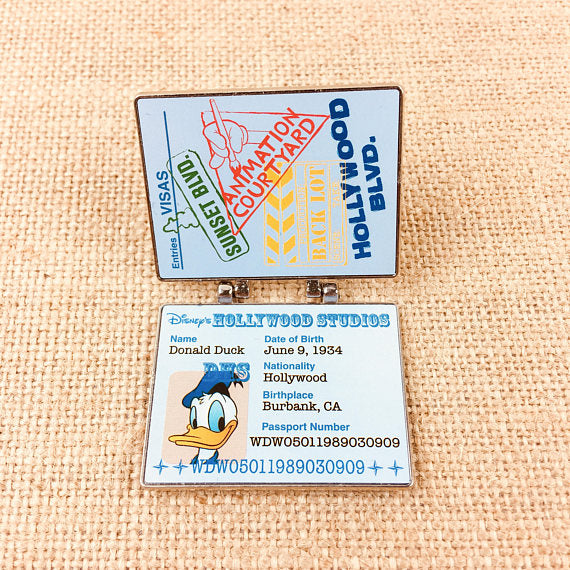 Entries VISAS
SUNSET BLVD.
ANIMATION
COURTYARD
BACK LOT
HOLLYWOOD
BLVD.
Disney's HOLLYWOOD STUDIOS
Name
Donald Duck
Date of Birth
June 9, 1934
DHS
Nationality
Hollywood
Birthplace
Burbank, CA
Passport Number
WDW05011989030909
WDW05011989030909